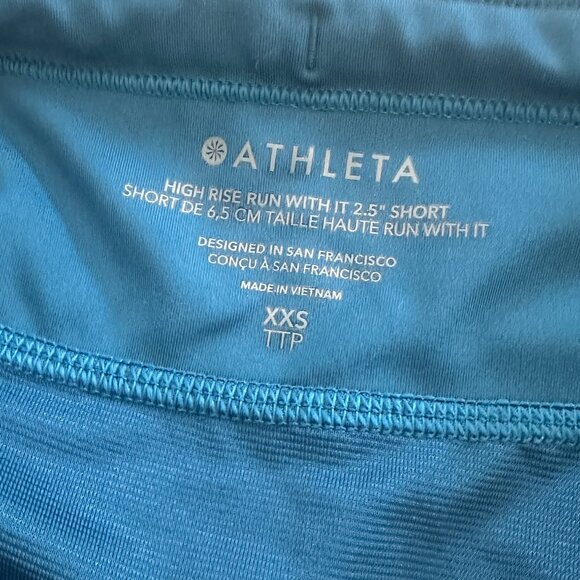 ATHLETA
HIGH RISE RUN WITH IT 2.5" SHORT
SHORT DE 6,5 CM TAILLE HAUTE RUN WITH IT
DESIGNED IN SAN FRANCISCO
CONÇU À SAN FRANCISCO
MADE IN VIETNAM
XXS
TTP